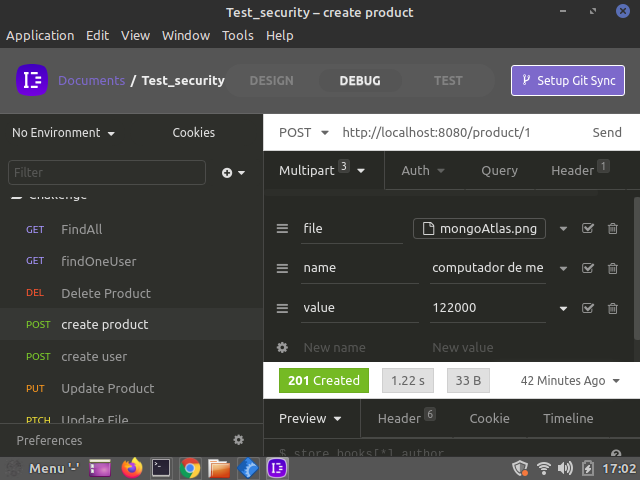 Test_security – create product
Application Edit View Window Tools Help
Documents / Test_security DESIGN DEBUG TEST Setup Git Sync
No Environment Cookies
POST http://localhost:8080/product/1 Send
Filter
Multipart 3 Auth Query Header 1
Challenge
GET FindAll
file mongoAtlas.png
GET findOneUser
name computador de me
DEL Delete Product
value 122000
POST create product
New name New value
POST create user
201 Created 1.22 s 33 B 42 Minutes Ago
PUT Update Product
Preview Header 6 Cookie Timeline
PTCH Update File
Preferences
$.store.books[*].author
Menu 17:02